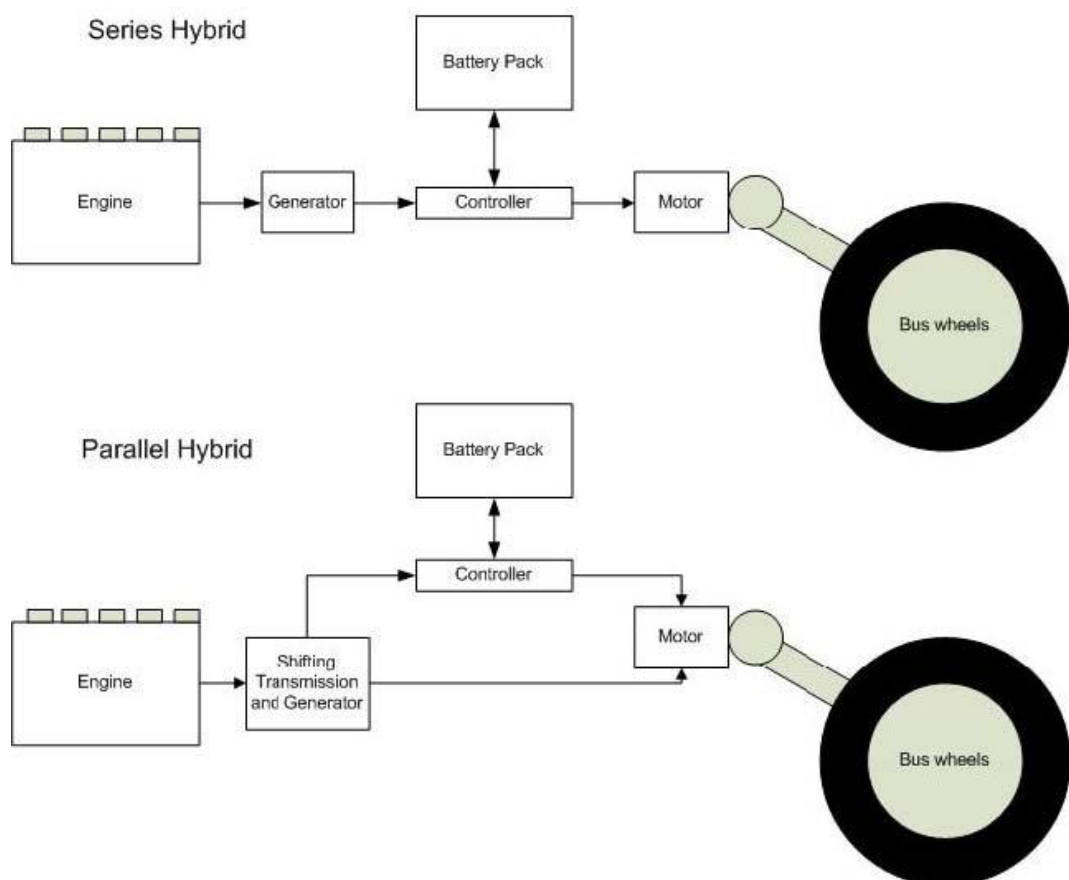 Series Hybrid
Battery Pack
Engine
Generator
Controller
Motor
Bus wheels
Parallel Hybrid
Battery Pack
Controller
Engine
Shifting
Transmission
and Generator
Motor
Bus wheels